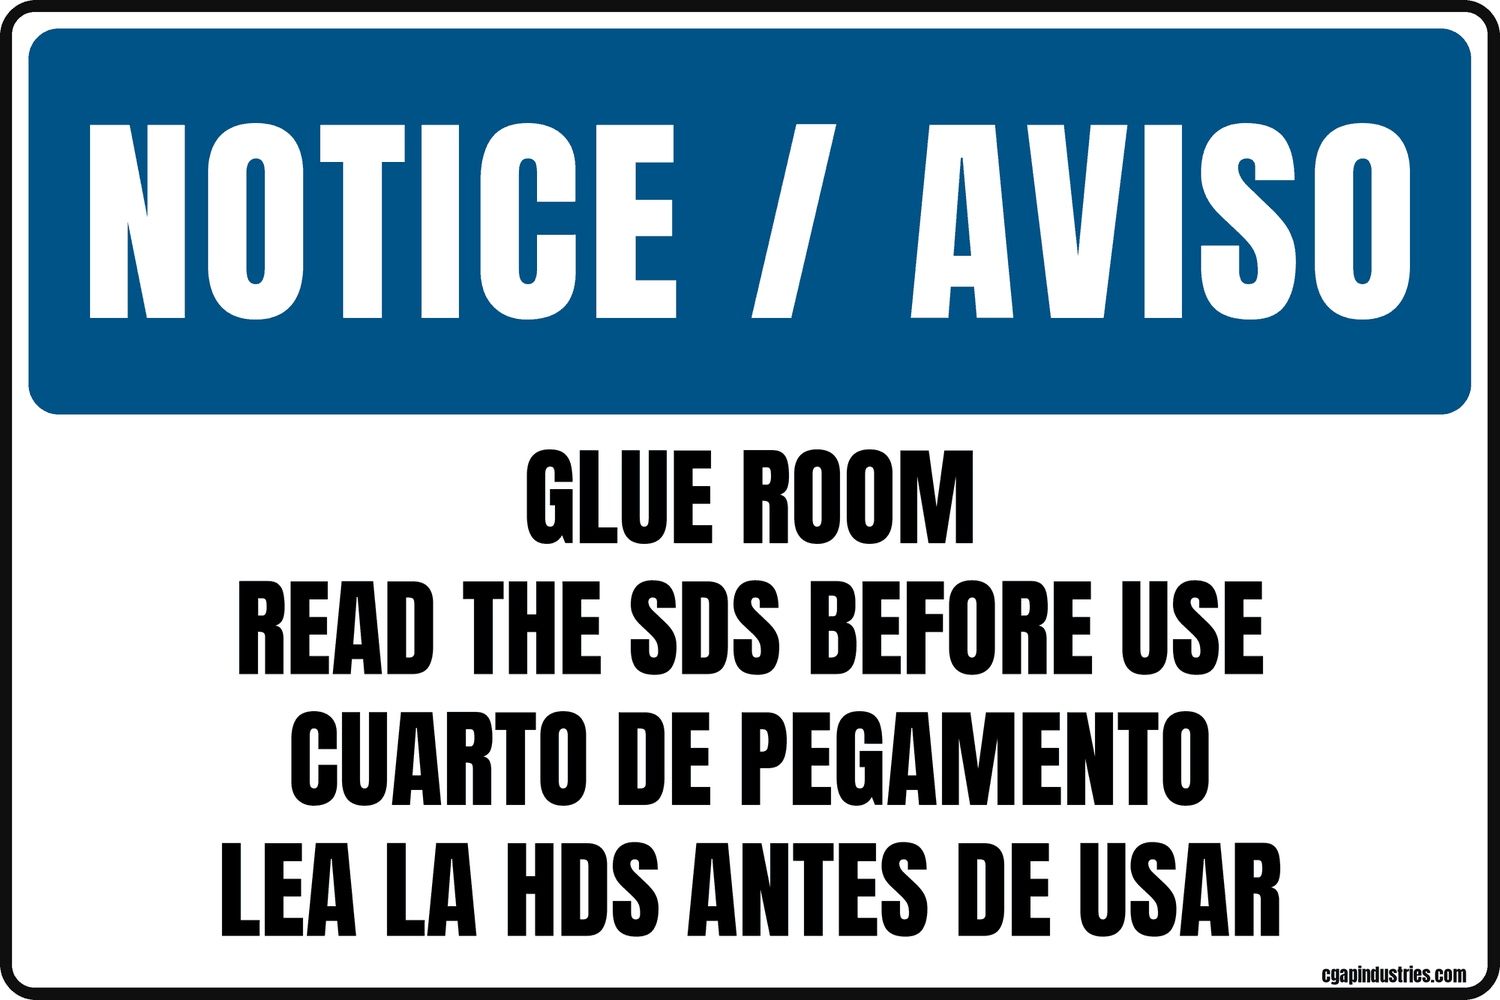 NOTICE / AVISO
GLUE ROOM
READ THE SDS BEFORE USE
CUARTO DE PEGAMENTO
LEA LA HDS ANTES DE USAR
cgapindustries.com